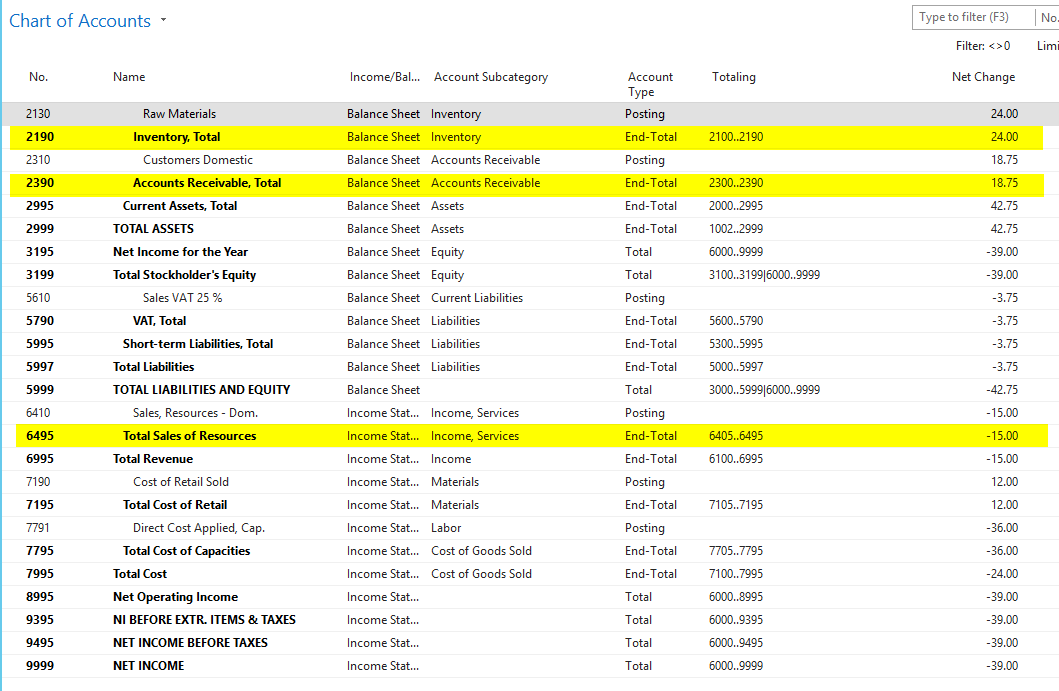 Chart of Accounts
Type to filter (F3) No.
Filter: <>0 Limi
No. Name Income/Bal... Account Subcategory Account Type Totaling Net Change
2130 Raw Materials Balance Sheet Inventory Posting 24.00
2190 Inventory, Total Balance Sheet Inventory End-Total 2100..2190 24.00
2310 Customers Domestic Balance Sheet Accounts Receivable Posting 18.75
2390 Accounts Receivable, Total Balance Sheet Accounts Receivable End-Total 2300..2390 18.75
2995 Current Assets, Total Balance Sheet Assets End-Total 2000..2995 42.75
2999 TOTAL ASSETS Balance Sheet Assets End-Total 1002..2999 42.75
3195 Net Income for the Year Balance Sheet Equity Total 6000..9999 -39.00
3199 Total Stockholder's Equity Balance Sheet Equity Total 3100..3199|6000..9999 -39.00
5610 Sales VAT 25 % Balance Sheet Current Liabilities Posting -3.75
5790 VAT, Total Balance Sheet Liabilities End-Total 5600..5790 -3.75
5995 Short-term Liabilities, Total Balance Sheet Liabilities End-Total 5300..5995 -3.75
5997 Total Liabilities Balance Sheet Liabilities End-Total 5000..5997 -3.75
5999 TOTAL LIABILITIES AND EQUITY Balance Sheet Total 3000..5999|6000..9999 -42.75
6410 Sales, Resources - Dom. Income Stat... Income, Services Posting -15.00
6495 Total Sales of Resources Income Stat... Income, Services End-Total 6405..6495 -15.00
6995 Total Revenue Income Stat... Income End-Total 6100..6995 -15.00
7190 Cost of Retail Sold Income Stat... Materials Posting 12.00
7195 Total Cost of Retail Income Stat... Materials End-Total 7105..7195 12.00
7791 Direct Cost Applied, Cap. Income Stat... Labor Posting -36.00
7795 Total Cost of Capacities Income Stat... Cost of Goods Sold End-Total 7705..7795 -36.00
7995 Total Cost Income Stat... Cost of Goods Sold End-Total 7100..7995 -24.00
8995 Net Operating Income Income Stat... Total 6000..8995 -39.00
9395 NI BEFORE EXTR. ITEMS & TAXES Income Stat... Total 6000..9395 -39.00
9495 NET INCOME BEFORE TAXES Income Stat... Total 6000..9495 -39.00
9999 NET INCOME Income Stat... Total 6000..9999 -39.00